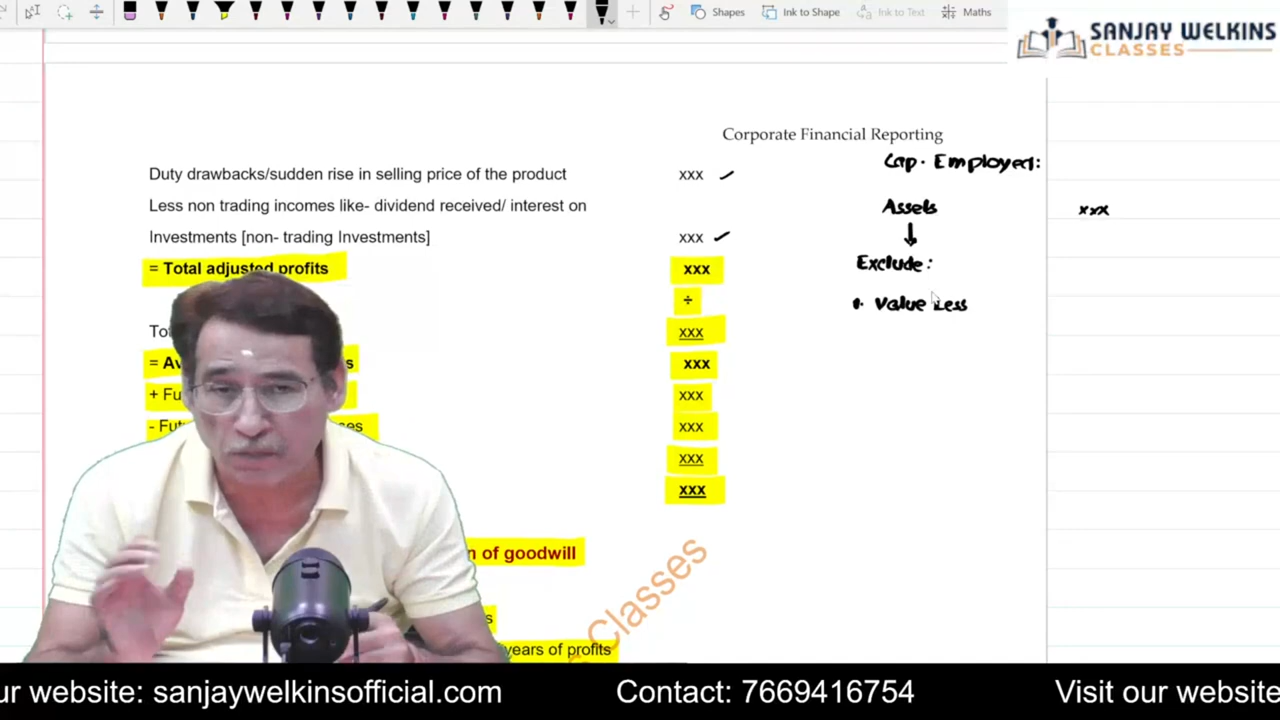 Shapes
Ink to Shape
Ink to Text
Maths
SANJAY WELKINS
CLASSES
Corporate Financial Reporting
Duty drawbacks/sudden rise in selling price of the product xxx
Less non trading incomes like- dividend received/ interest on
Investments [non- trading Investments] xxx
= Total adjusted profits xxx
÷
xxx
= xxx
+ xxx
- xxx
xxx
xxx
of goodwill
years of profits
Classes
Cap. Employed:
Assets xxx
Exclude:
1. Value Less
website: sanjaywelkinsofficial.com Contact: 7669416754 Visit our website